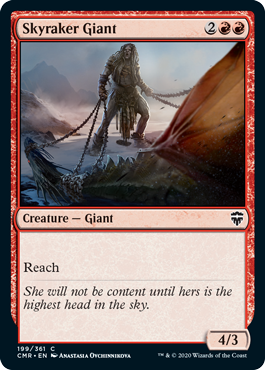 Skyraker Giant 2
Creature — Giant
Reach
She will not be content until hers is the
highest head in the sky.
4/3
199/361 C
CMR • EN Anastasia Ovchinnikova
™ & © 2020 Wizards of the Coast